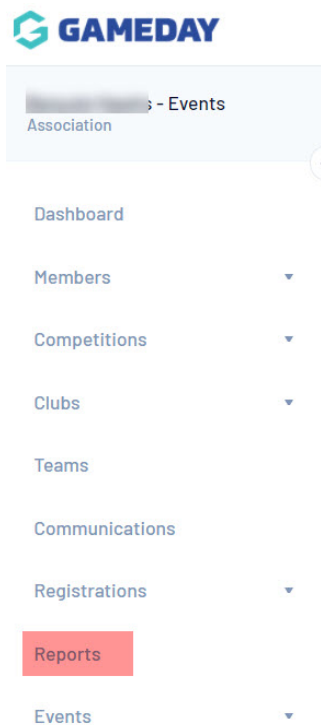 GAMEDAY
- Events
Association
Dashboard
Members
Competitions
Clubs
Teams
Communications
Registrations
Reports
Events